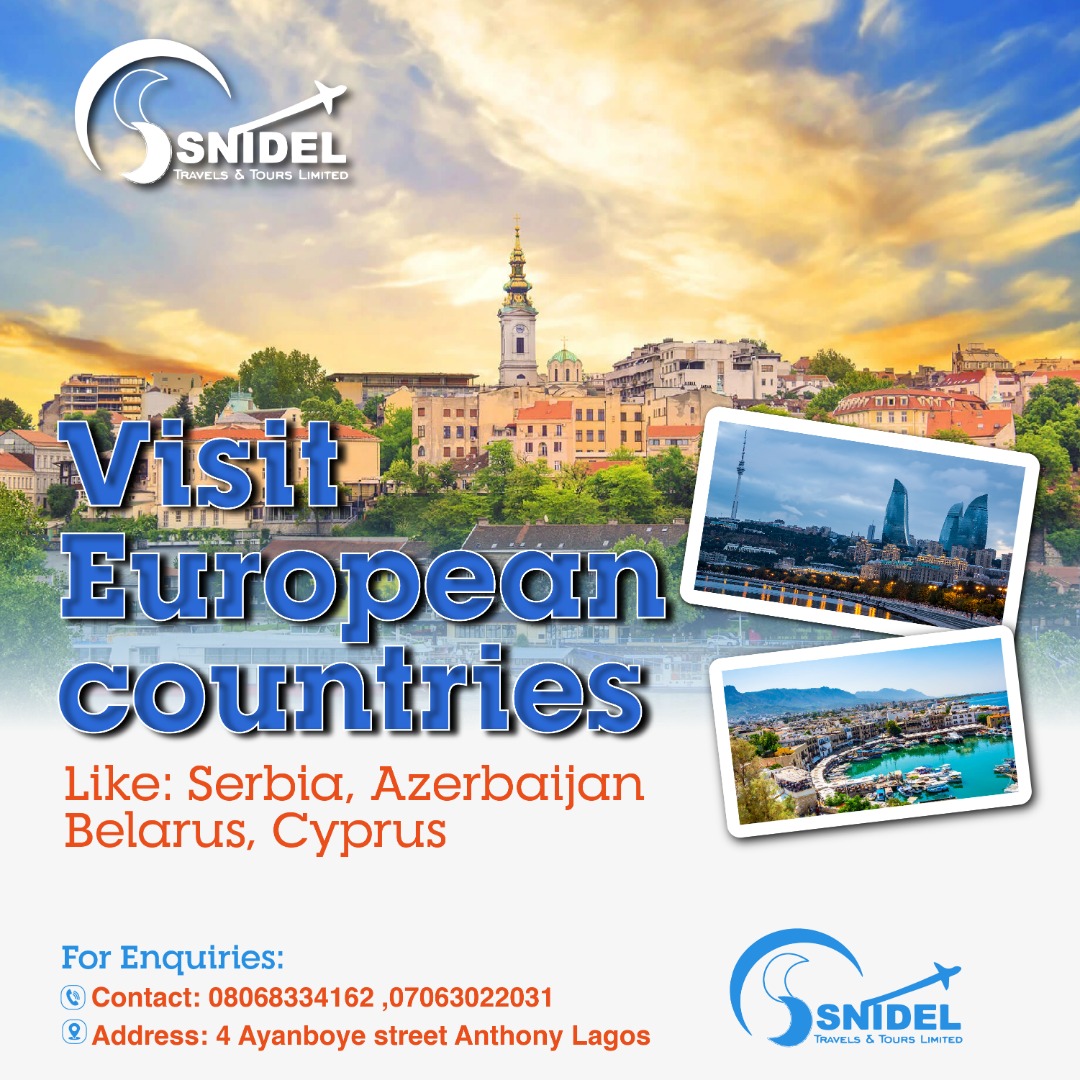 SNIDEL
TRAVELS & TOURS LIMITED
Visit
European
countries
Like: Serbia, Azerbaijan
Belarus, Cyprus
For Enquiries:
Contact: 08068334162 ,07063022031
Address: 4 Ayanboye street Anthony Lagos
SNIDEL
TRAVELS & TOURS LIMITED